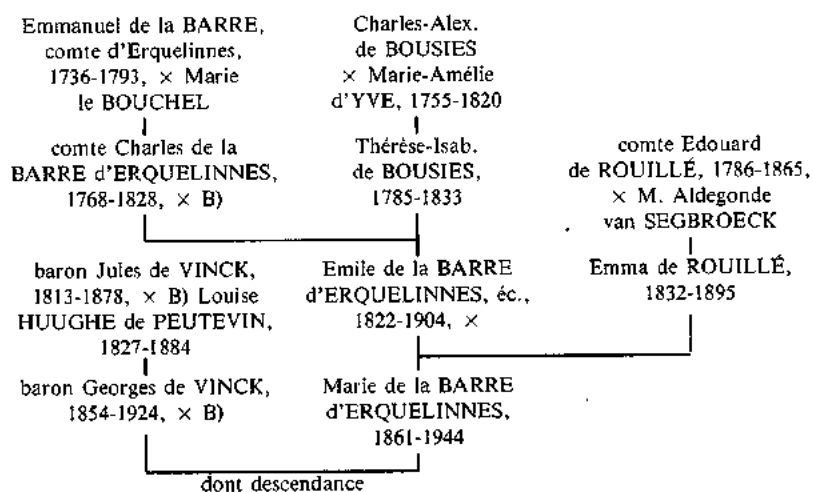 Emmanuel de la BARRE,
comte d'Erquelinnes,
1736-1793, × Marie
le BOUCHEL
Charles-Alex.
de BOUSIES
× Marie-Amélie
d'YVE, 1755-1820
comte Charles de la
BARRE d'ERQUELINNES,
1768-1828, × B)
Thérèse-Isab.
de BOUSIES,
1785-1833
comte Edouard
de ROUILLÉ, 1786-1865,
× M. Aldegonde
van SEGBROECK
baron Jules de VINCK,
1813-1878, × B) Louise
HUUGHE de PEUTEVIN,
1827-1884
Emile de la BARRE
d'ERQUELINNES, éc.,
1822-1904, ×
Emma de ROUILLÉ,
1832-1895
baron Georges de VINCK,
1854-1924, × B)
Marie de la BARRE
d'ERQUELINNES,
1861-1944
dont descendance